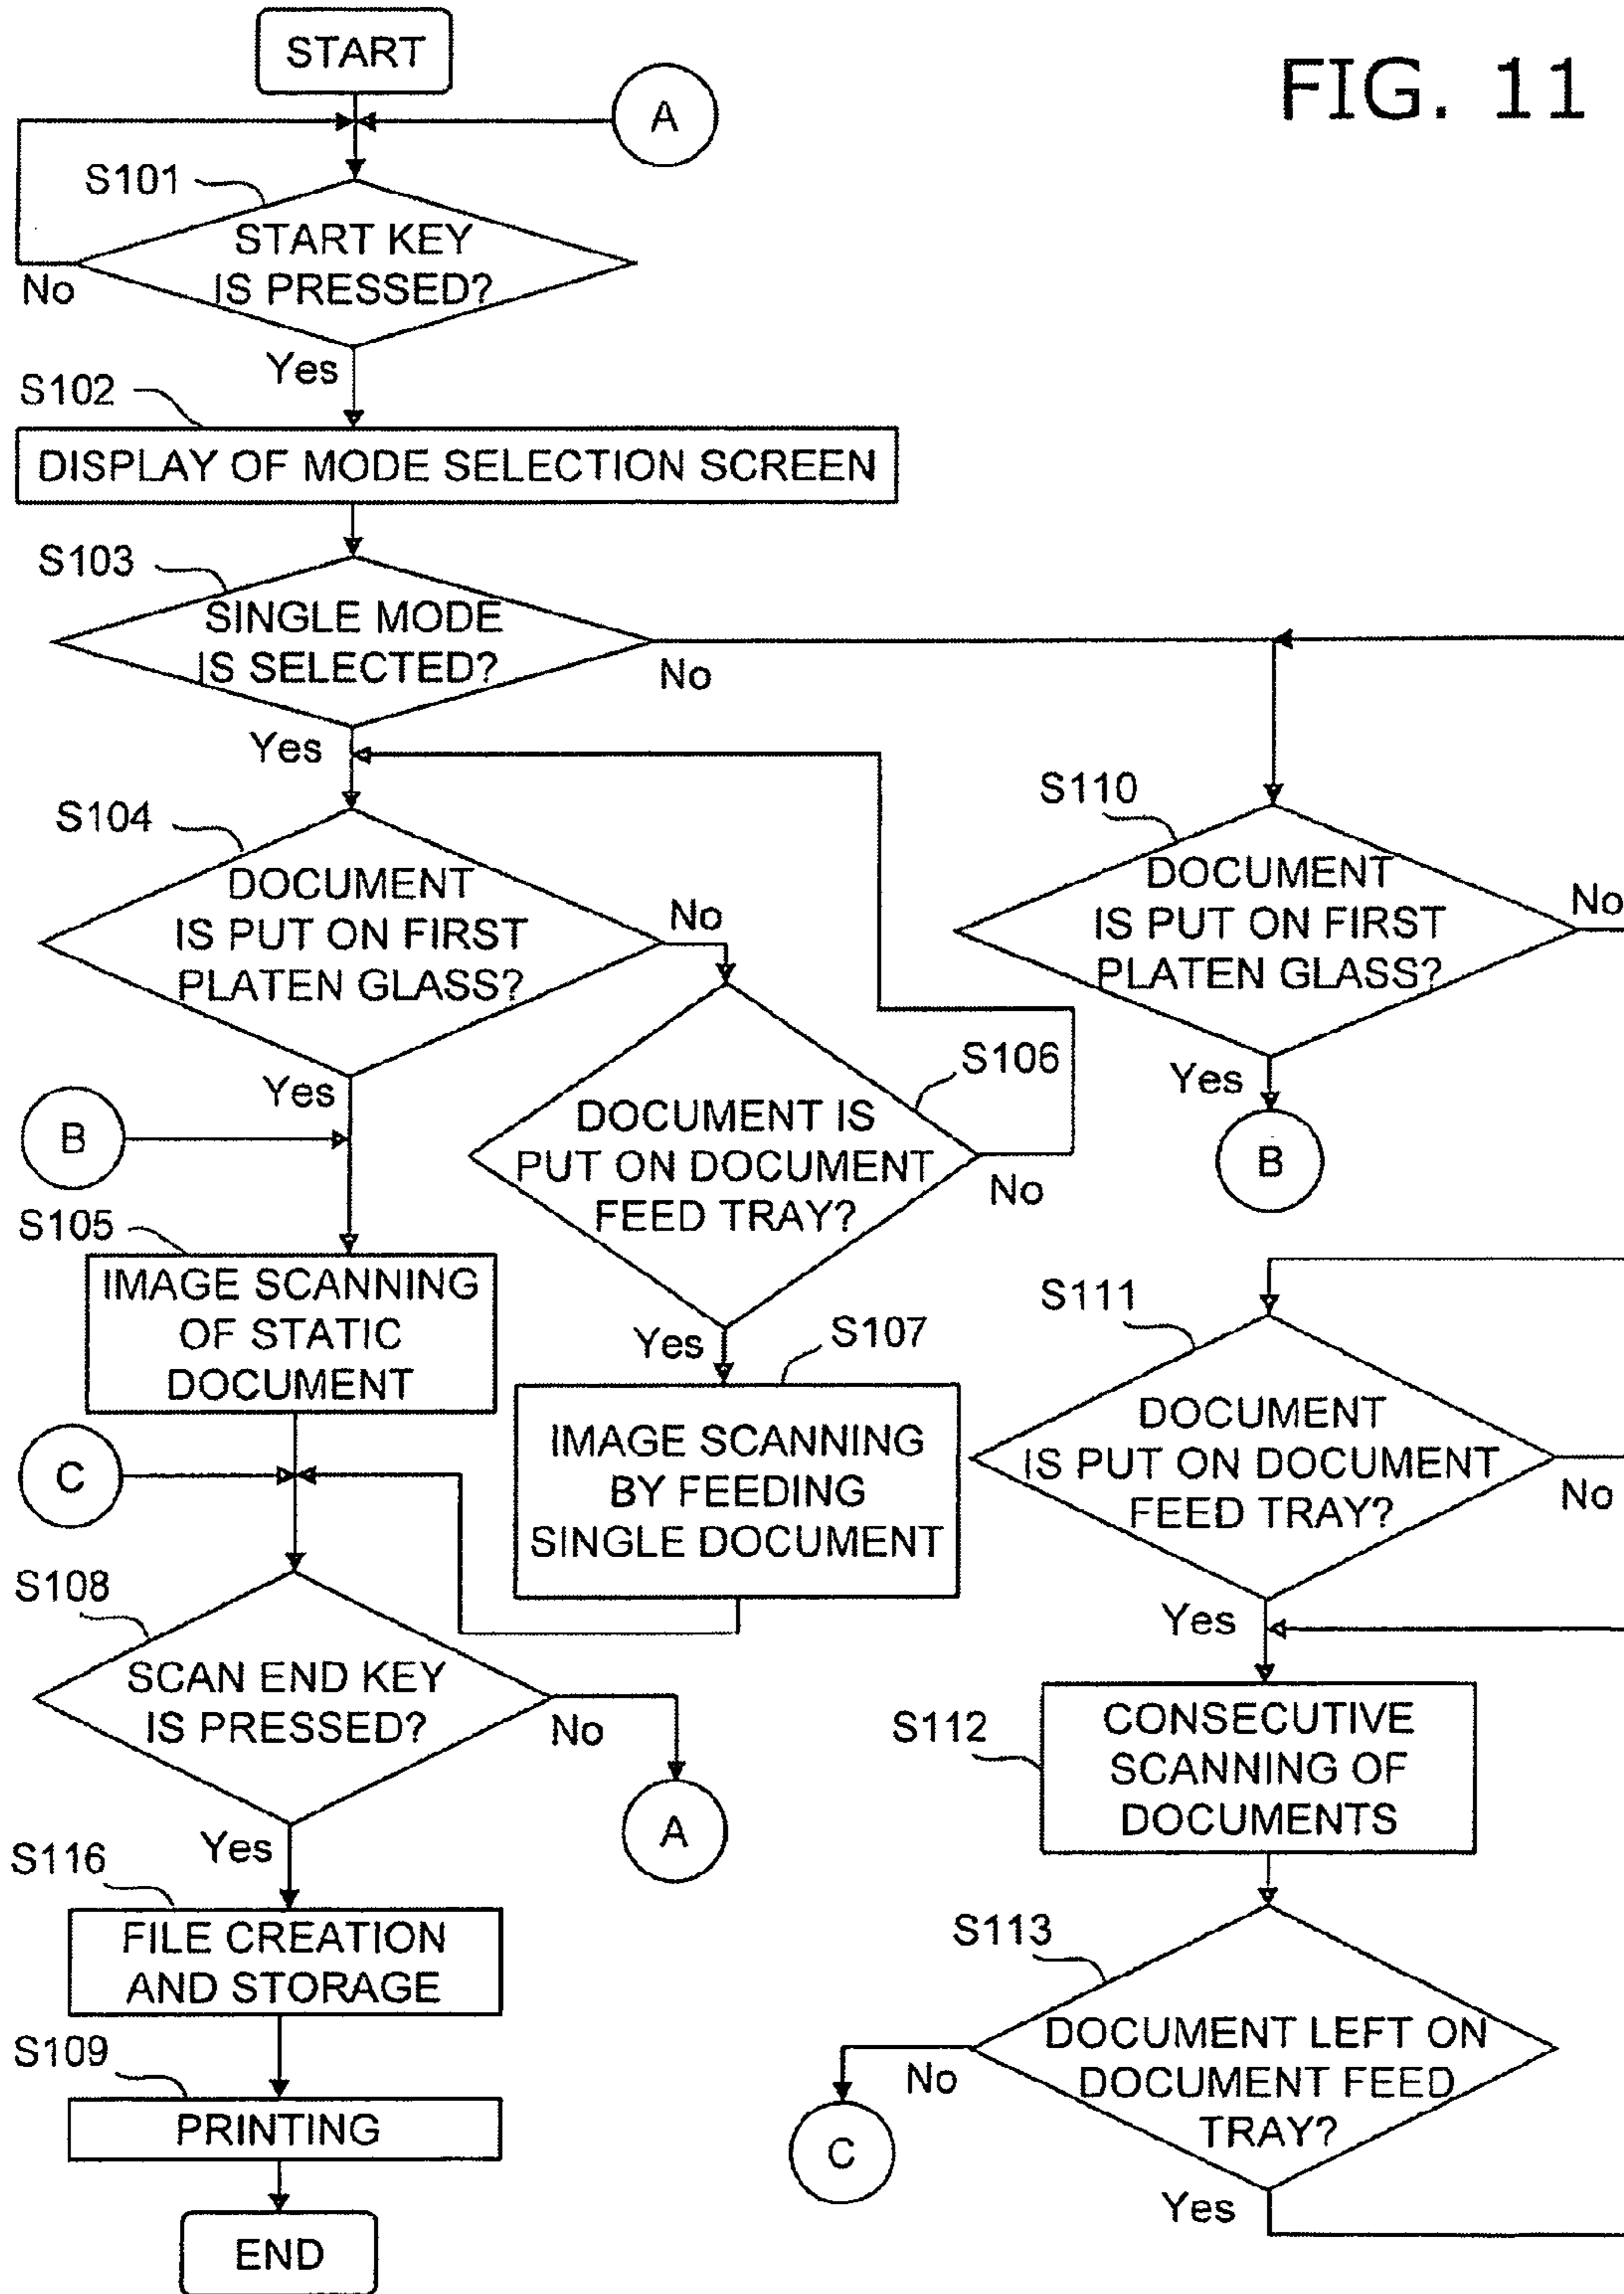 FIG. 11
START
A
S101
START KEY
IS PRESSED?
No
Yes
S102
DISPLAY OF MODE SELECTION SCREEN
S103
SINGLE MODE
IS SELECTED?
No
Yes
S104
DOCUMENT
IS PUT ON FIRST
PLATEN GLASS?
No
Yes
B
S106
DOCUMENT IS
PUT ON DOCUMENT
FEED TRAY?
No
Yes
S105
IMAGE SCANNING
OF STATIC
DOCUMENT
S107
IMAGE SCANNING
BY FEEDING
SINGLE DOCUMENT
C
S108
SCAN END KEY
IS PRESSED?
No
A
Yes
S116
FILE CREATION
AND STORAGE
S109
PRINTING
END
S110
DOCUMENT
IS PUT ON FIRST
PLATEN GLASS?
No
Yes
B
S111
DOCUMENT
IS PUT ON DOCUMENT
FEED TRAY?
No
Yes
S112
CONSECUTIVE
SCANNING OF
DOCUMENTS
S113
DOCUMENT LEFT ON
DOCUMENT FEED
TRAY?
No
C
Yes